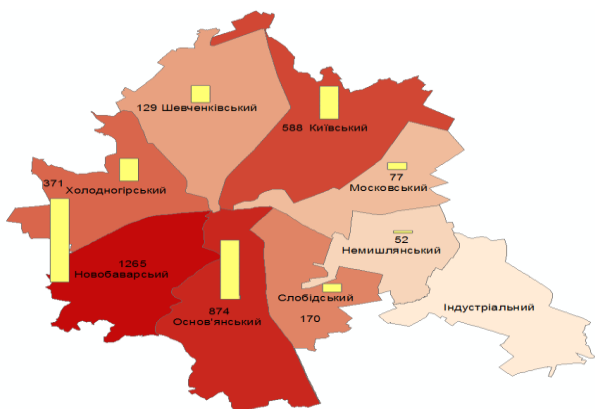 129 Шевченківський
588 Київський
77
Московський
371
Холодногірський
52
Немишлянський
1265
Новобаварський
Слобідський
170
874
Основ'янський
Індустріальний